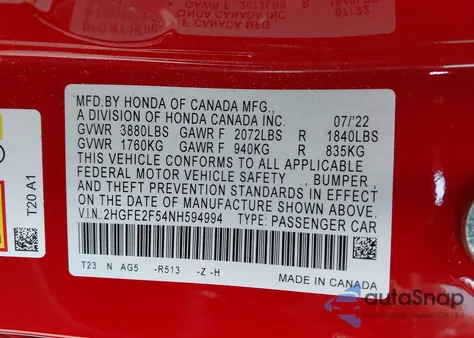 MFD.BY HONDA OF CANADA MFG.,
A DIVISION OF HONDA CANADA INC. 07/'22
GVWR 3880LBS GAWR F 2072LBS R 1840LBS
GVWR 1760KG GAWR F 940KG R 835KG
THIS VEHICLE CONFORMS TO ALL APPLICABLE
FEDERAL MOTOR VEHICLE SAFETY , BUMPER ,
AND THEFT PREVENTION STANDARDS IN EFFECT
ON THE DATE OF MANUFACTURE SHOWN ABOVE.
V.I.N.: 2HGFE2F54NH594994 TYPE: PASSENGER CAR
T23 N AG5 -R513 -Z -H
MADE IN CANADA
T20 A1
autoSnap